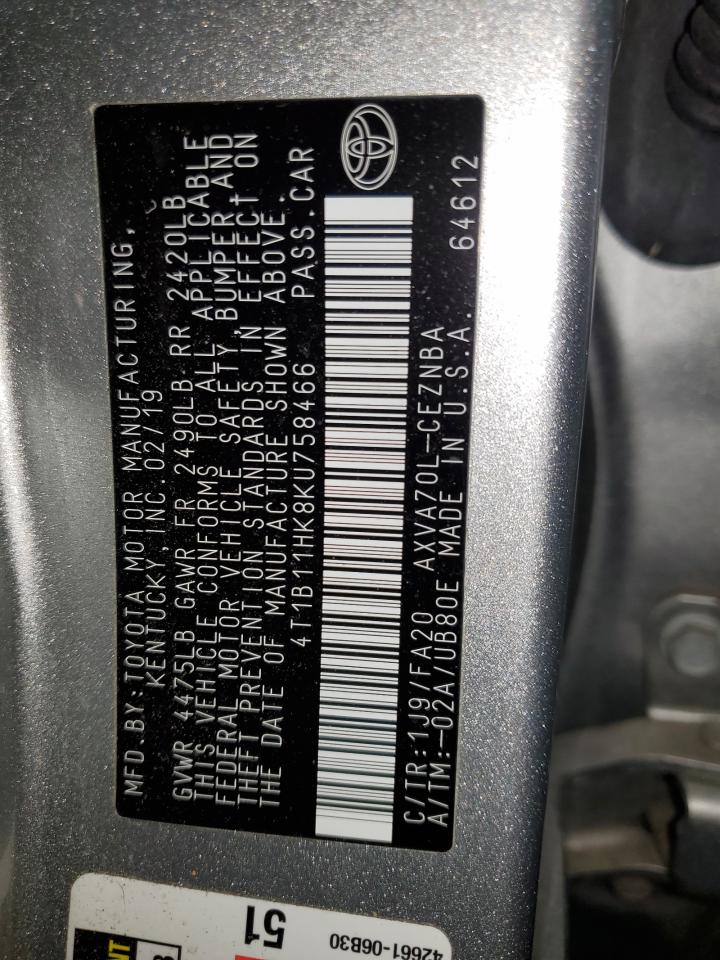 MFD.BY:TOYOTA MOTOR MANUFACTURING,
KENTUCKY,INC.02/19
GVWR 4475LB GAWR FR 2490LB RR 2420LB
THIS VEHICLE CONFORMS TO ALL APPLICABLE
FEDERAL MOTOR VEHICLE SAFETY,BUMPER,AND
THEFT PREVENTION STANDARDS IN EFFECT ON
THE DATE OF MANUFACTURE SHOWN ABOVE.
4T1B11HK8KU758466 PASS.CAR
C/TR:1J9/FA20 AXVA70L-CEZNBA
A/TM:-02A/UB80E MADE IN U.S.A. 64612
51
42661-06B30